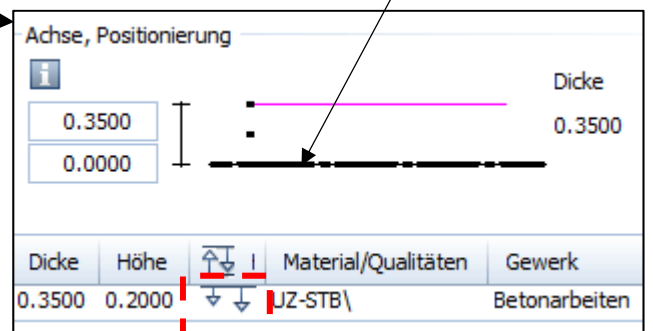 Achse, Positionierung
i
Dicke
0.3500
0.3500
0.0000
Dicke Höhe I Material/Qualitäten Gewerk
0.3500 0.2000 UZ-STB\ Betonarbeiten